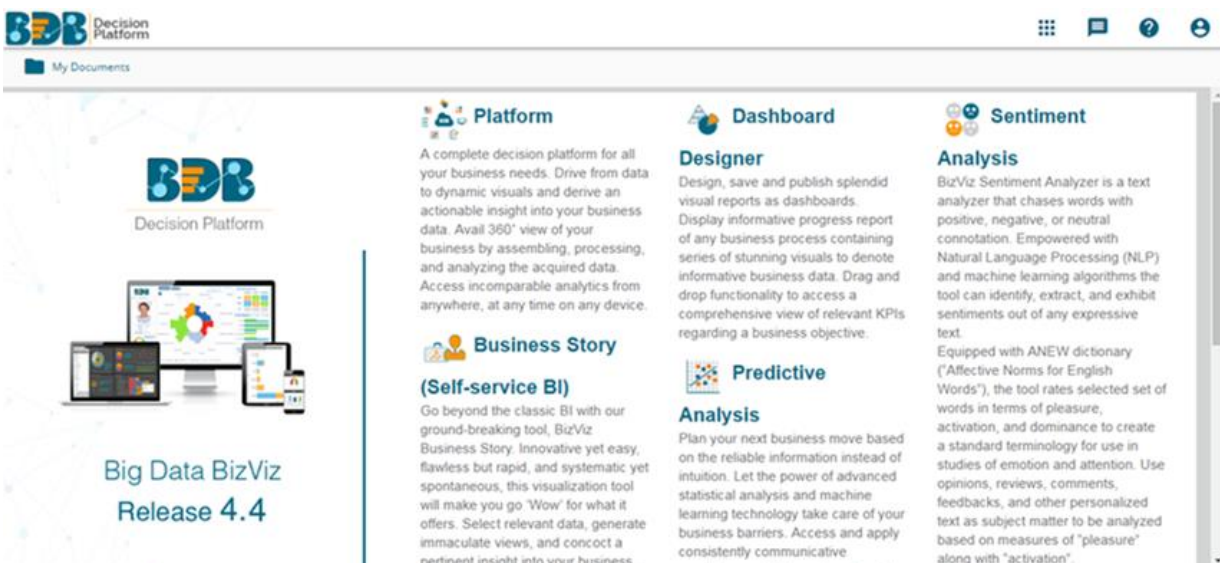 BDB Decision
Platform
My Documents
BDB
Decision Platform
Big Data BizViz
Release 4.4
Platform
A complete decision platform for all
your business needs. Drive from data
to dynamic visuals and derive an
actionable insight into your business
data. Avail 360° view of your
business by assembling, processing,
and analyzing the acquired data.
Access incomparable analytics from
anywhere, at any time on any device.
Business Story
(Self-service BI)
Go beyond the classic BI with our
ground-breaking tool, BizViz
Business Story. Innovative yet easy,
flawless but rapid, and systematic yet
spontaneous, this visualization tool
will make you go 'Wow' for what it
offers. Select relevant data, generate
immaculate views, and concoct a
pertinent insight into your business
Dashboard
Designer
Design, save and publish splendid
visual reports as dashboards.
Display informative progress report
of any business process containing
series of stunning visuals to denote
informative business data. Drag and
drop functionality to access a
comprehensive view of relevant KPIs
regarding a business objective.
Predictive
Analysis
Plan your next business move based
on the reliable information instead of
intuition. Let the power of advanced
statistical analysis and machine
learning technology take care of your
business barriers. Access and apply
consistently communicative
Sentiment
Analysis
BizViz Sentiment Analyzer is a text
analyzer that chases words with
positive, negative, or neutral
connotation. Empowered with
Natural Language Processing (NLP)
and machine learning algorithms the
tool can identify, extract, and exhibit
sentiments out of any expressive
text.
Equipped with ANEW dictionary
("Affective Norms for English
Words"), the tool rates selected set of
words in terms of pleasure,
activation, and dominance to create
a standard terminology for use in
studies of emotion and attention. Use
opinions, reviews, comments,
feedbacks, and other personalized
text as subject matter to be analyzed
based on measures of "pleasure"
along with "activation".